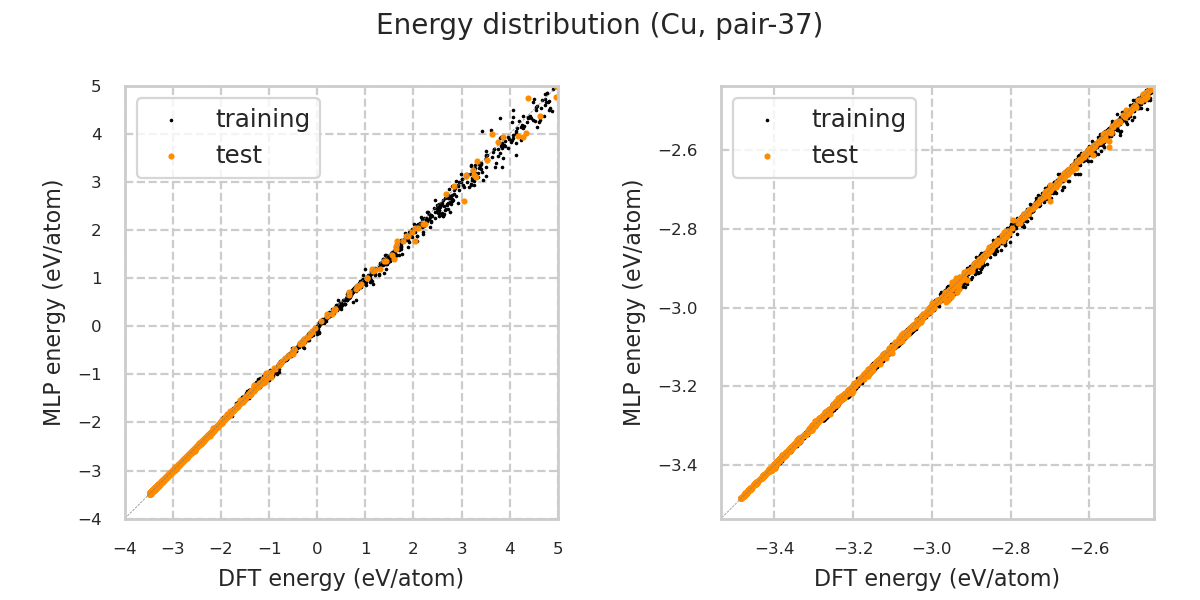 Energy distribution (Cu, pair-37)
training
test
5
4
3
2
1
0
−1
−2
−3
−4
MLP energy (eV/atom)
−4 −3 −2 −1 0 1 2 3 4 5
DFT energy (eV/atom)
training
test
−2.6
−2.8
−3.0
−3.2
−3.4
MLP energy (eV/atom)
−3.4 −3.2 −3.0 −2.8 −2.6
DFT energy (eV/atom)